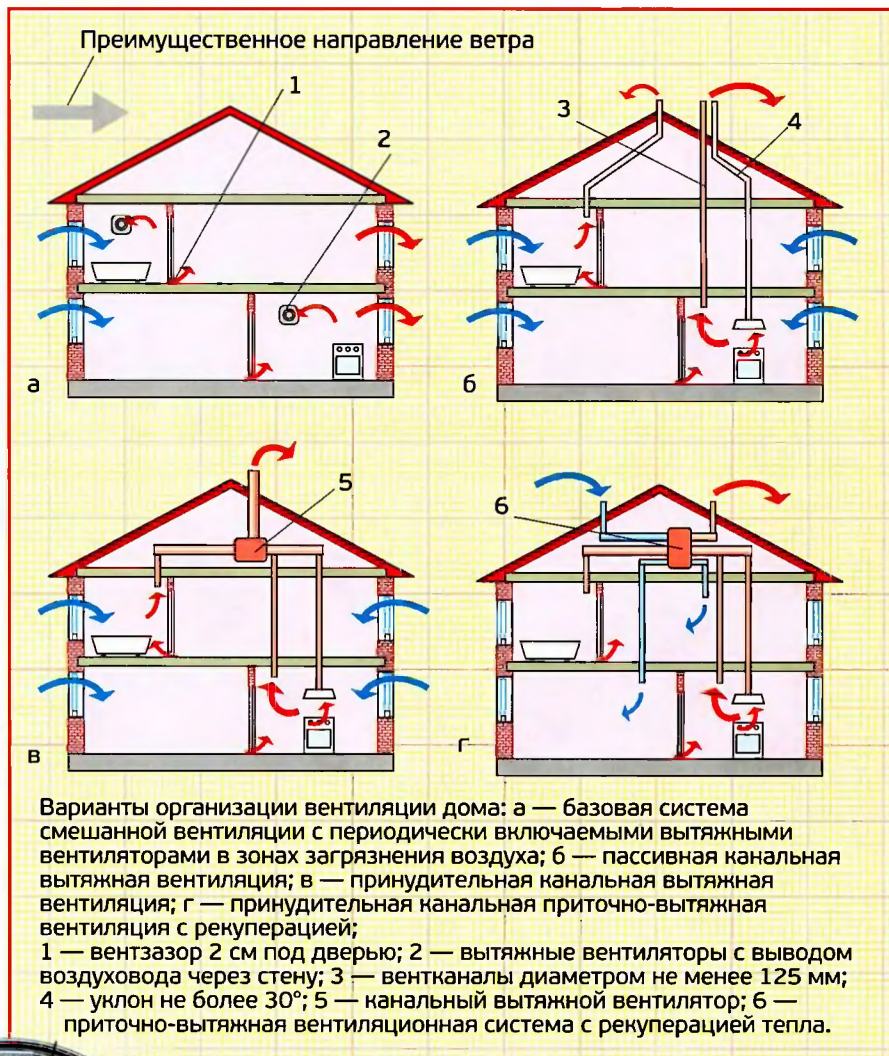 Преимущественное направление ветра
1
2
а
3
4
б
5
в
6
г
Варианты организации вентиляции дома: а — базовая система
смешанной вентиляции с периодически включаемыми вытяжными
вентиляторами в зонах загрязнения воздуха; б — пассивная канальная
вытяжная вентиляция; в — принудительная канальная вытяжная
вентиляция; г — принудительная канальная приточно-вытяжная
вентиляция с рекуперацией;
1 — вентзазор 2 см под дверью; 2 — вытяжные вентиляторы с выводом
воздуховода через стену; 3 — вентканалы диаметром не менее 125 мм;
4 — уклон не более 30°; 5 — канальный вытяжной вентилятор; 6 —
приточно-вытяжная вентиляционная система с рекуперацией тепла.